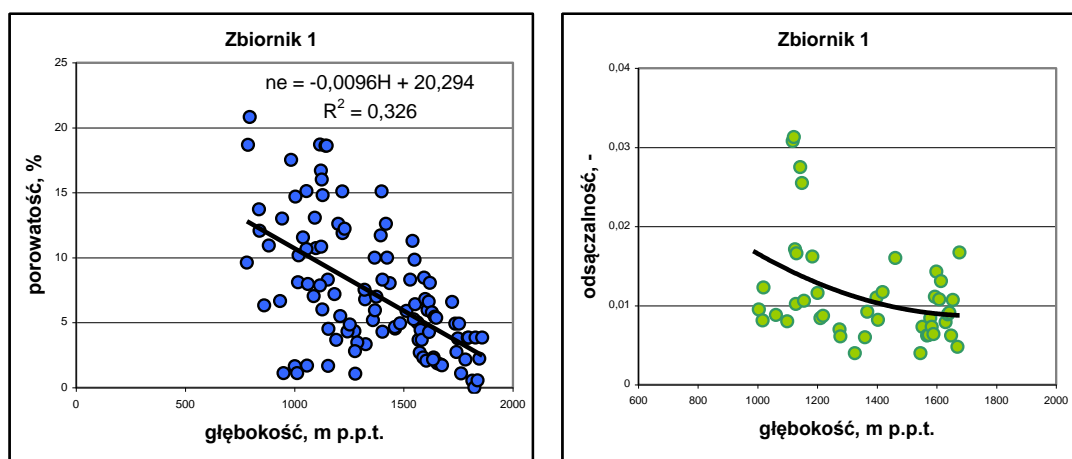 Zbiornik 1
ne = -0,0096H + 20,294
R² = 0,326
porowatość, %
25
20
15
10
5
0
0 500 1000 1500 2000
głębokość, m p.p.t.
Zbiornik 1
odsączalność, -
0,04
0,03
0,02
0,01
0
600 800 1000 1200 1400 1600 1800 2000
głębokość, m p.p.t.